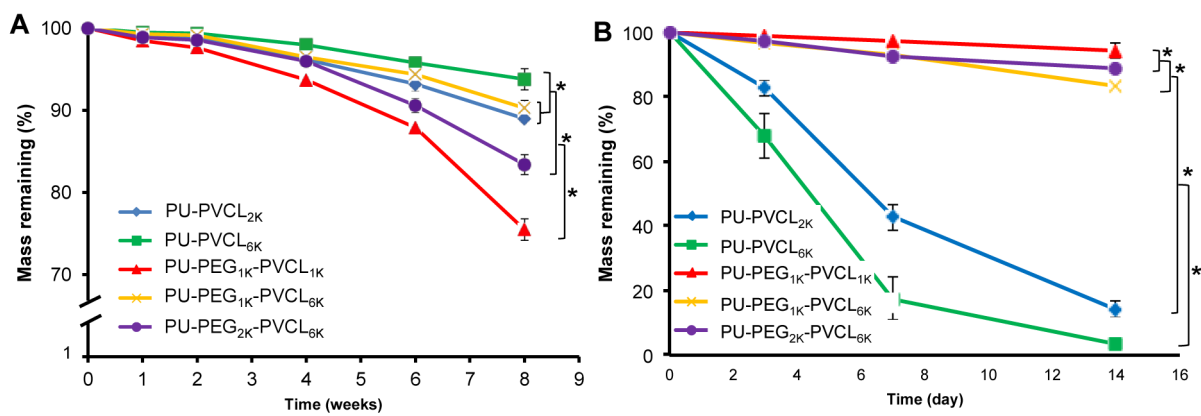 A
Mass remaining (%)
100
90
80
70
1
0 1 2 3 4 5 6 7 8 9
Time (weeks)
PU-PVCL2K
PU-PVCL6K
PU-PEG1K-PVCL1K
PU-PEG1K-PVCL6K
PU-PEG2K-PVCL6K
*
*
*
B
Mass remaining (%)
100
80
60
40
20
0
0 2 4 6 8 10 12 14 16
Time (day)
PU-PVCL2K
PU-PVCL6K
PU-PEG1K-PVCL1K
PU-PEG1K-PVCL6K
PU-PEG2K-PVCL6K
*
*
*
*